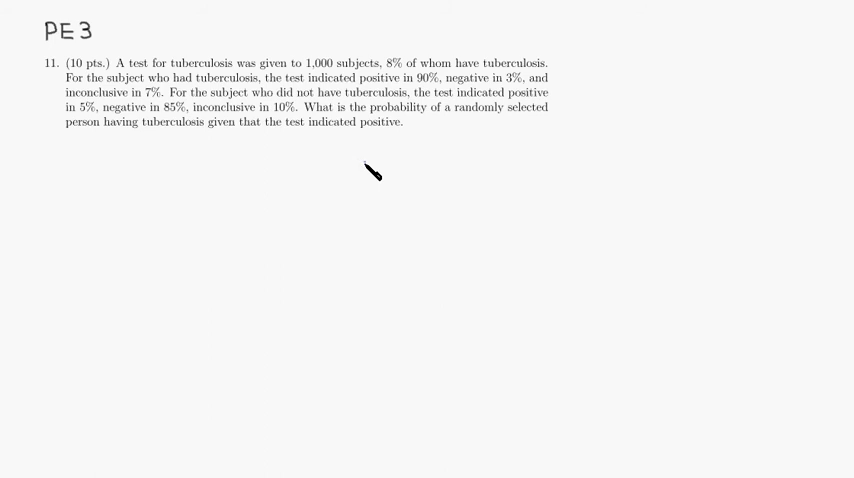 PE 3
11. (10 pts.) A test for tuberculosis was given to 1,000 subjects, 8% of whom have tuberculosis.
For the subject who had tuberculosis, the test indicated positive in 90%, negative in 3%, and
inconclusive in 7%. For the subject who did not have tuberculosis, the test indicated positive
in 5%, negative in 85%, inconclusive in 10%. What is the probability of a randomly selected
person having tuberculosis given that the test indicated positive.